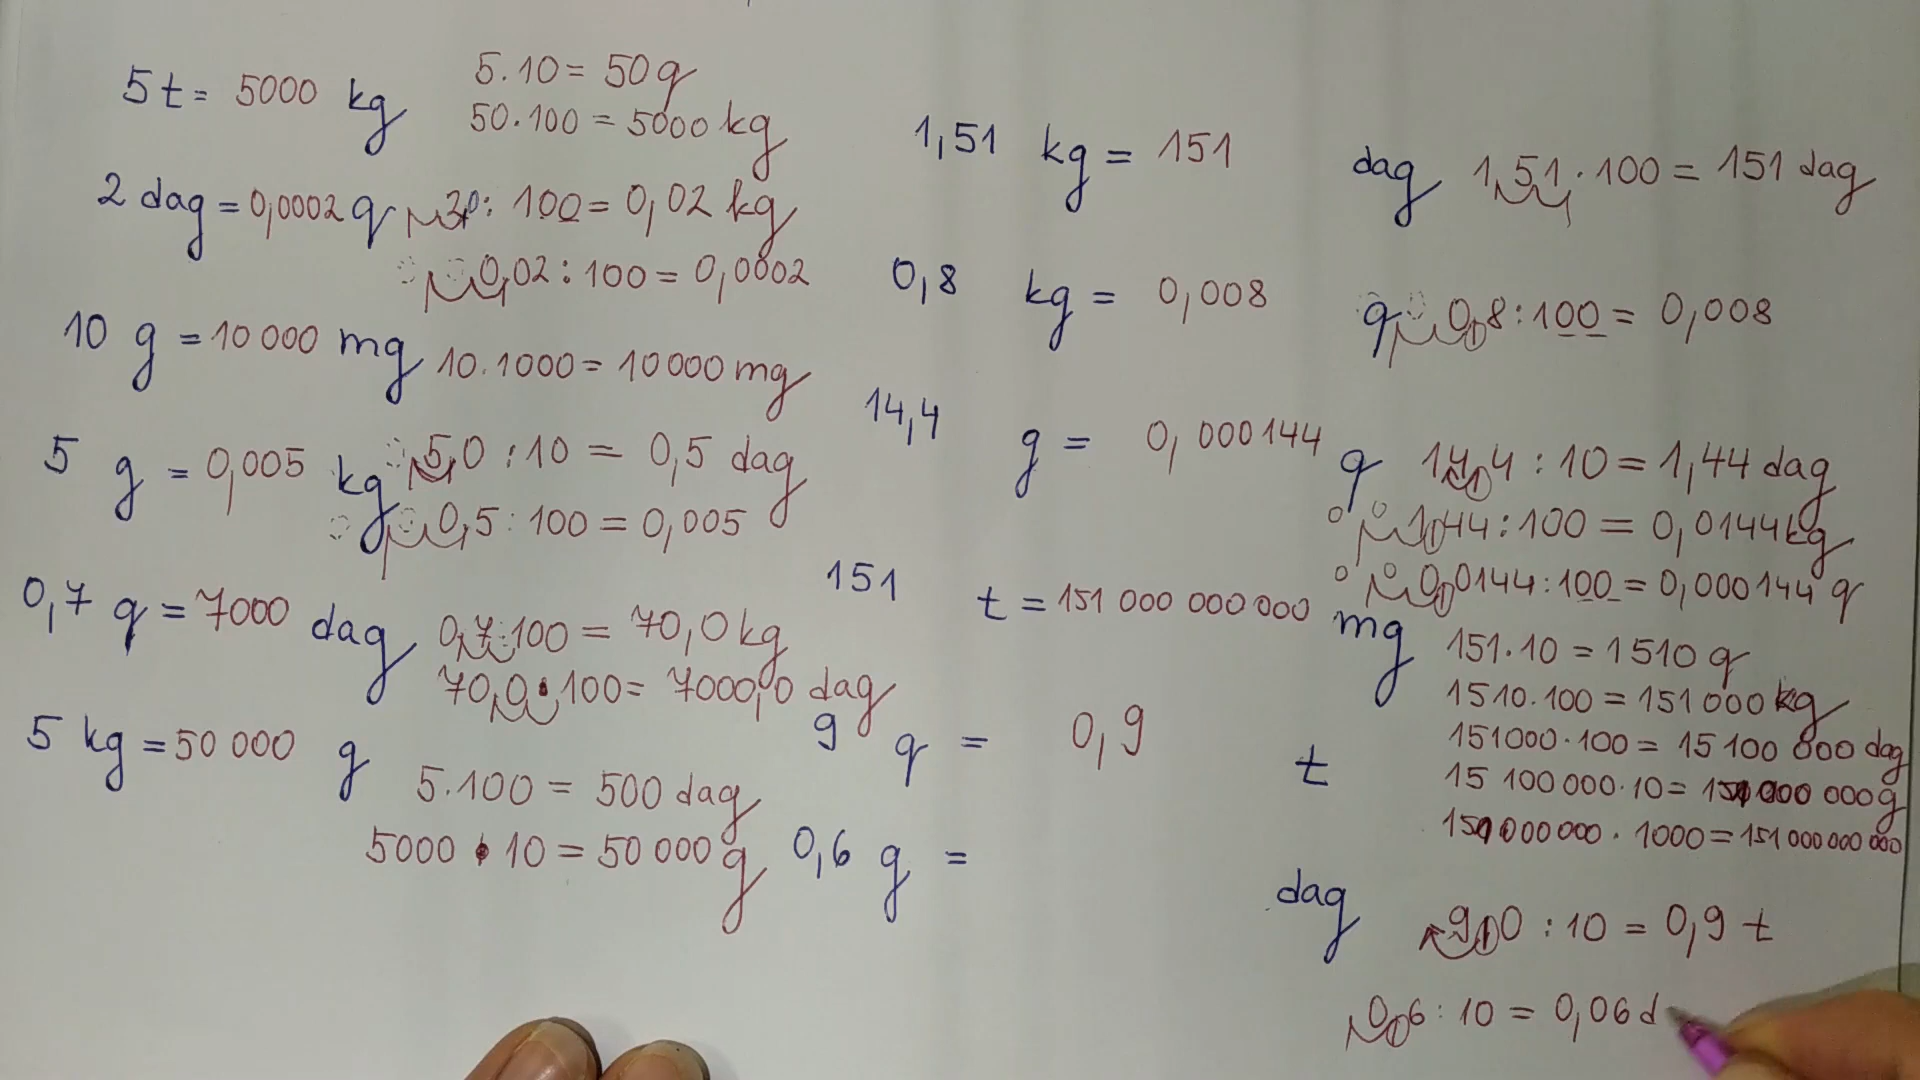 5 t = 5000 kg 5.10 = 50 q
50.100 = 5000 kg
2 dag = 0,0002 q 2,0 : 100 = 0,02 kg
0,02 : 100 = 0,0002
10 g = 10 000 mg 10.1000 = 10 000 mg
5 g = 0,005 kg 5,0 : 10 = 0,5 dag
0,5 : 100 = 0,005
0,7 q = 7000 dag 0,7.100 = 70,0 kg
70,0.100 = 7000,0 dag
5 kg = 50 000 g
5.100 = 500 dag
5000 . 10 = 50 000 g
1,51 kg = 151 dag 1,51 . 100 = 151 dag
0,8 kg = 0,008 q 0,8 : 100 = 0,008
14,4 g = 0,000144 q 14,4 : 10 = 1,44 dag
1,44 : 100 = 0,0144 kg
0,0144 : 100 = 0,000144 q
151 t = 151 000 000 000 mg
151.10 = 1510 q
1510.100 = 151 000 kg
151000.100 = 15 100 000 dag
15 100 000.10 = 151 000 000 g
151 000 000 . 1000 = 151 000 000 000
9 q = 0,9 t
9,0 : 10 = 0,9 t
0,6 g = dag
0,6 : 10 = 0,06 d